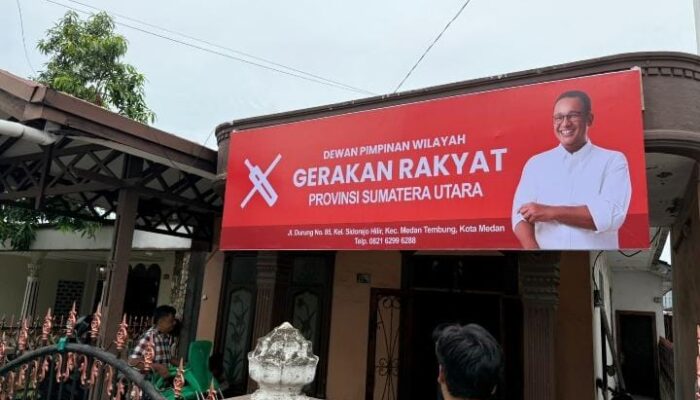 DEWAN PIMPINAN WILAYAH
GERAKAN RAKYAT
PROVINSI SUMATERA UTARA
Jl. Durung No. 85, Kel. Sidorejo Hilir, Kec. Medan Tembung, Kota Medan
Telp. 0821 6299 6288